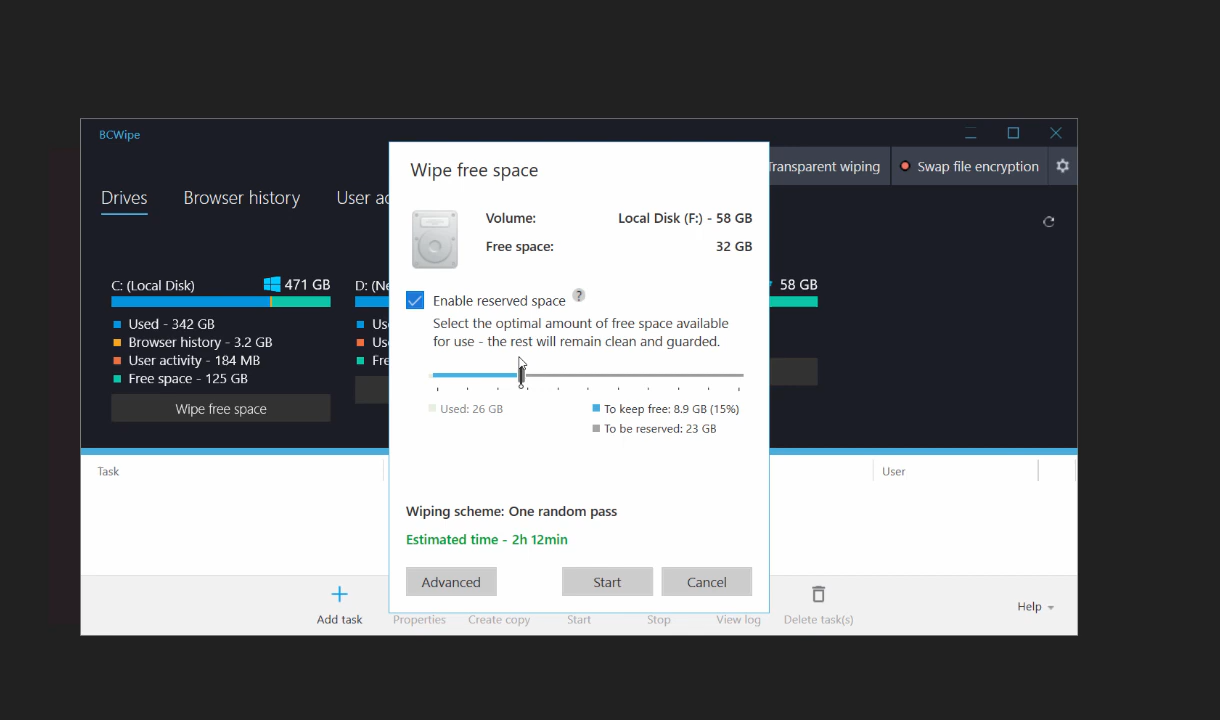 BCWipe
Transparent wiping
Swap file encryption
Drives
Browser history
User ac
C: (Local Disk)
471 GB
Used - 342 GB
Browser history - 3.2 GB
User activity - 184 MB
Free space - 125 GB
Wipe free space
D: (Ne
Us
Us
Fre
58 GB
Wipe free space
Volume:
Local Disk (F:) - 58 GB
Free space:
32 GB
Enable reserved space ?
Select the optimal amount of free space available
for use - the rest will remain clean and guarded.
Used: 26 GB
To keep free: 8.9 GB (15%)
To be reserved: 23 GB
Wiping scheme: One random pass
Estimated time - 2h 12min
Advanced
Start
Cancel
Task
User
Add task
Properties
Create copy
Start
Stop
View log
Delete task(s)
Help